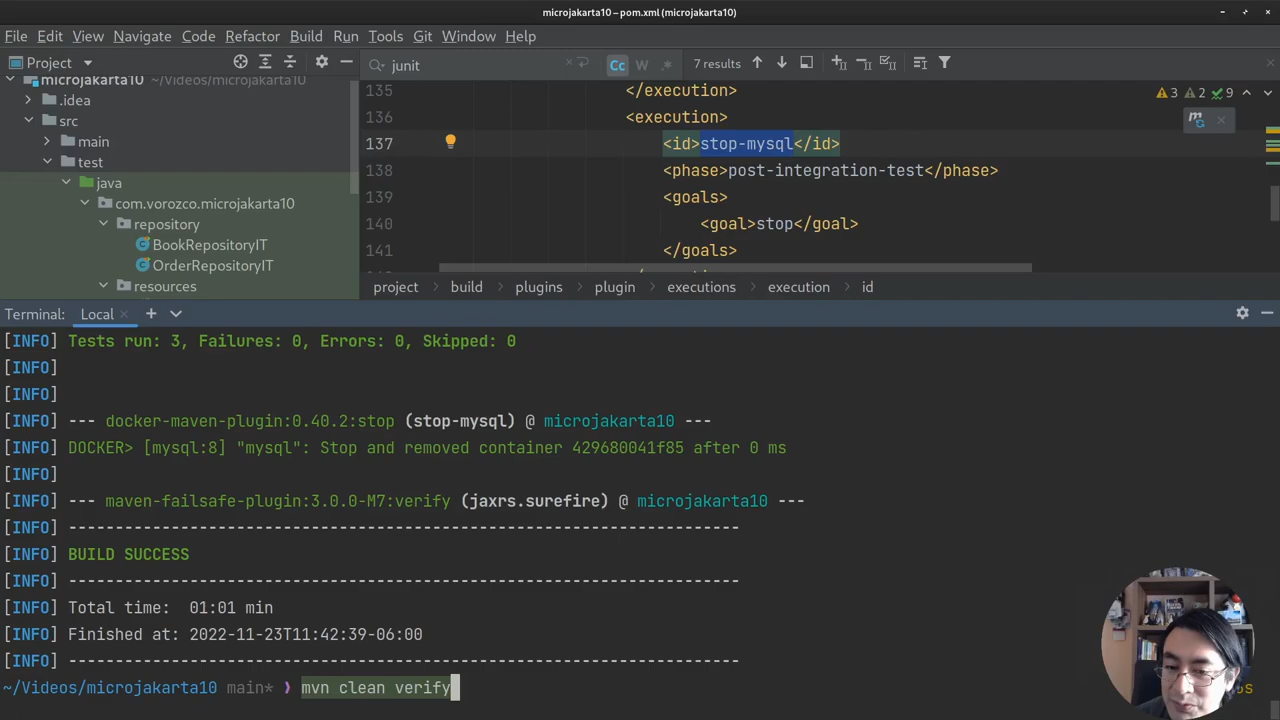 microjakarta10 – pom.xml (microjakarta10)
File Edit View Navigate Code Refactor Build Run Tools Git Window Help
Project
junit
Cc W .* 7 results
microjakarta10 ~/Videos/microjakarta10
.idea
src
main
test
java
com.vorozco.microjakarta10
repository
BookRepositoryIT
OrderRepositoryIT
resources
3 2 9
135 </execution>
136 <execution>
137 <id>stop-mysql</id>
138 <phase>post-integration-test</phase>
139 <goals>
140 <goal>stop</goal>
141 </goals>
project > build > plugins > plugin > executions > execution > id
Terminal: Local
[INFO] Tests run: 3, Failures: 0, Errors: 0, Skipped: 0
[INFO]
[INFO]
[INFO] --- docker-maven-plugin:0.40.2:stop (stop-mysql) @ microjakarta10 ---
[INFO] DOCKER> [mysql:8] "mysql": Stop and removed container 429680041f85 after 0 ms
[INFO]
[INFO] --- maven-failsafe-plugin:3.0.0-M7:verify (jaxrs.surefire) @ microjakarta10 ---
[INFO] ------------------------------------------------------------------------
[INFO] BUILD SUCCESS
[INFO] ------------------------------------------------------------------------
[INFO] Total time:  01:01 min
[INFO] Finished at: 2022-11-23T11:42:39-06:00
[INFO] ------------------------------------------------------------------------
~/Videos/microjakarta10 main* ❯ mvn clean verify